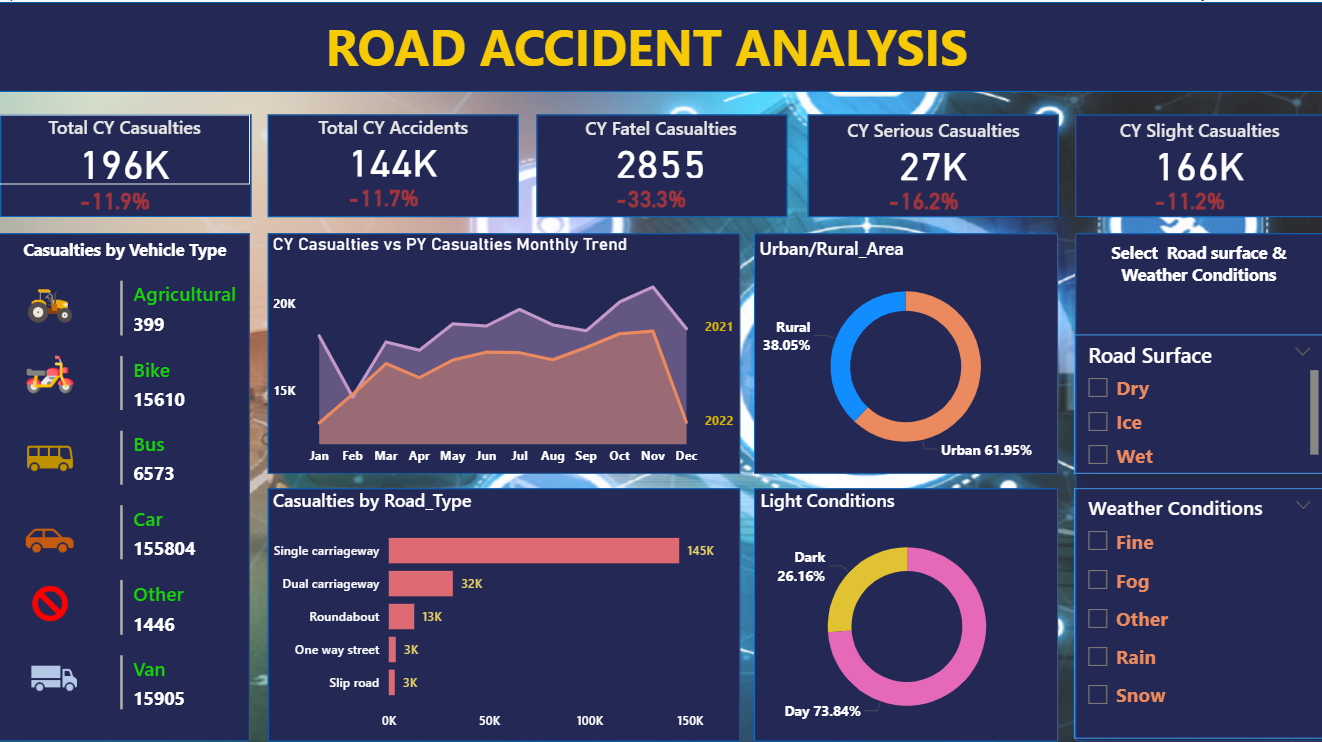 ROAD ACCIDENT ANALYSIS
Total CY Casualties
196K
-11.9%
Total CY Accidents
144K
-11.7%
CY Fatel Casualties
2855
-33.3%
CY Serious Casualties
27K
-16.2%
CY Slight Casualties
166K
-11.2%
Casualties by Vehicle Type
Agricultural
399
Bike
15610
Bus
6573
Car
155804
Other
1446
Van
15905
CY Casualties vs PY Casualties Monthly Trend
20K
15K
2021
2022
Jan Feb Mar Apr May Jun Jul Aug Sep Oct Nov Dec
Urban/Rural_Area
Rural
38.05%
Urban 61.95%
Select Road surface &
Weather Conditions
Road Surface
Dry
Ice
Wet
Casualties by Road_Type
Single carriageway 145K
Dual carriageway 32K
Roundabout 13K
One way street 3K
Slip road 3K
0K 50K 100K 150K
Light Conditions
Dark
26.16%
Day 73.84%
Weather Conditions
Fine
Fog
Other
Rain
Snow